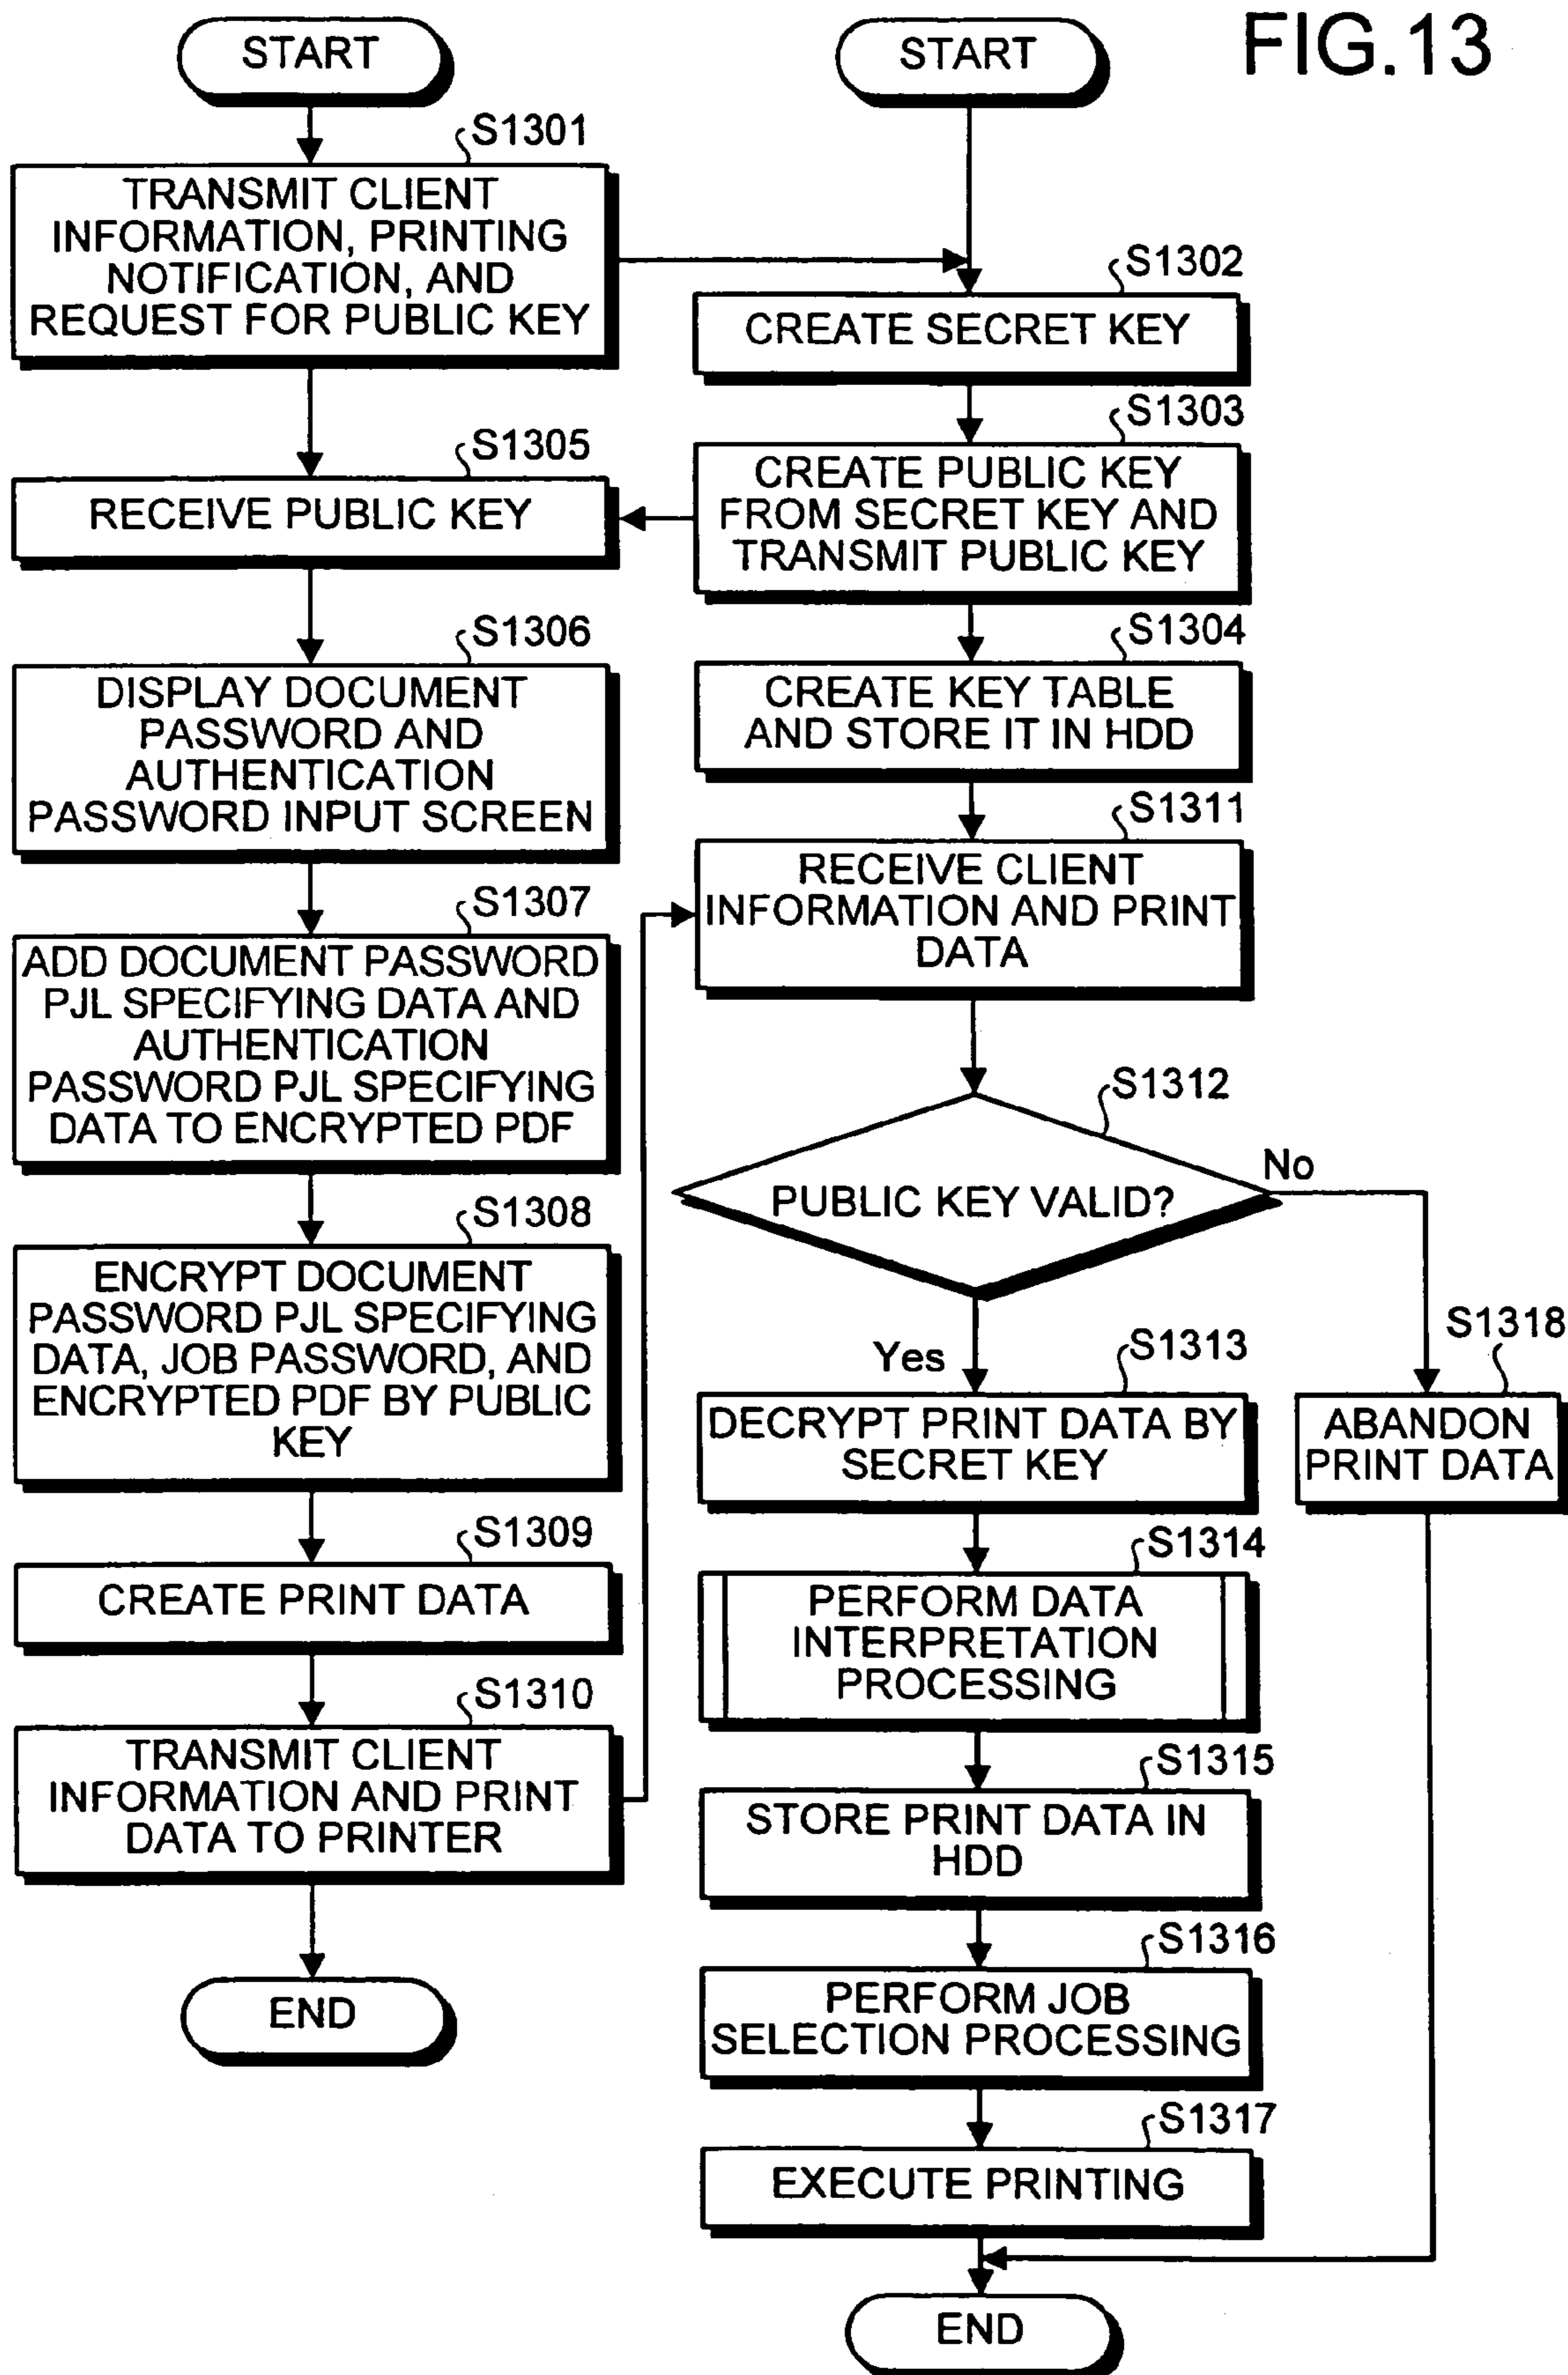 FIG.13
START
S1301
TRANSMIT CLIENT
INFORMATION, PRINTING
NOTIFICATION, AND
REQUEST FOR PUBLIC KEY
S1305
RECEIVE PUBLIC KEY
S1306
DISPLAY DOCUMENT
PASSWORD AND
AUTHENTICATION
PASSWORD INPUT SCREEN
S1307
ADD DOCUMENT PASSWORD
PJL SPECIFYING DATA AND
AUTHENTICATION
PASSWORD PJL SPECIFYING
DATA TO ENCRYPTED PDF
S1308
ENCRYPT DOCUMENT
PASSWORD PJL SPECIFYING
DATA, JOB PASSWORD, AND
ENCRYPTED PDF BY PUBLIC
KEY
S1309
CREATE PRINT DATA
S1310
TRANSMIT CLIENT
INFORMATION AND PRINT
DATA TO PRINTER
END
START
S1302
CREATE SECRET KEY
S1303
CREATE PUBLIC KEY
FROM SECRET KEY AND
TRANSMIT PUBLIC KEY
S1304
CREATE KEY TABLE
AND STORE IT IN HDD
S1311
RECEIVE CLIENT
INFORMATION AND PRINT
DATA
S1312
PUBLIC KEY VALID?
No
Yes
S1313
DECRYPT PRINT DATA BY
SECRET KEY
S1318
ABANDON
PRINT DATA
S1314
PERFORM DATA
INTERPRETATION
PROCESSING
S1315
STORE PRINT DATA IN
HDD
S1316
PERFORM JOB
SELECTION PROCESSING
S1317
EXECUTE PRINTING
END